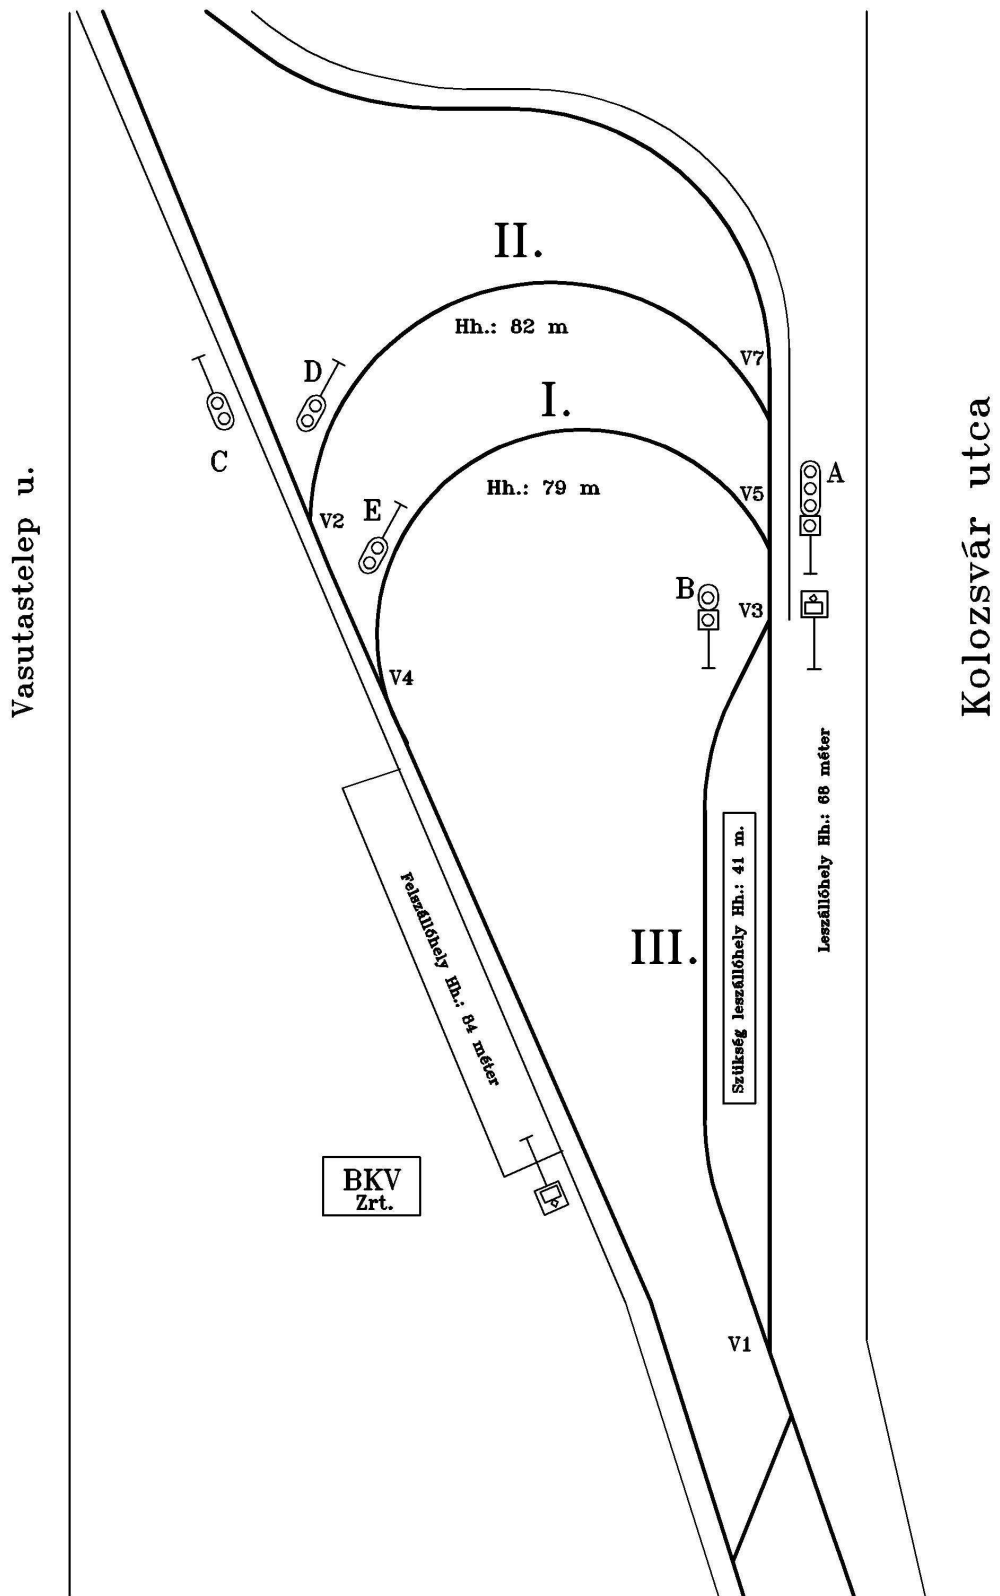 II.
Hh.: 82 m
V7
D
I.
C
Hh.: 79 m
V5
A
E
V2
B
V3
V4
Vasutastelep u.
Kolozsvár utca
Leszállóhely Hh.: 68 méter
Szükség leszállóhely Hh.: 41 m.
III.
Felszállóhely Hh.: 84 méter
BKV
Zrt.
V1